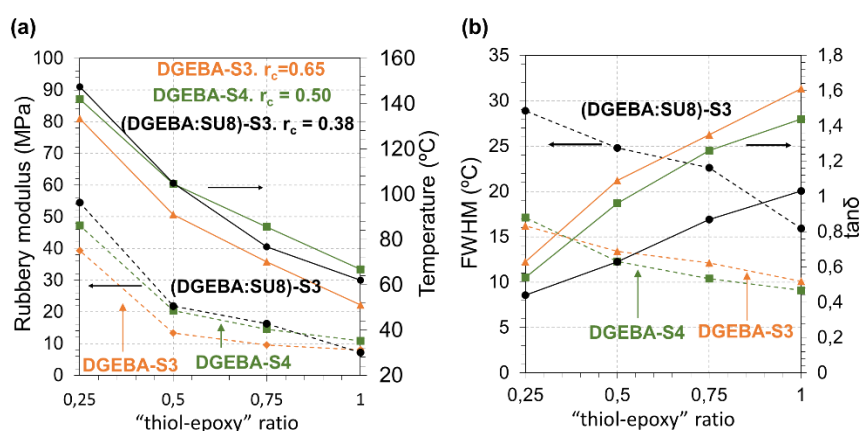 (a)
100
90
80
70
60
50
40
30
20
10
0
Rubbery modulus (MPa)
DGEBA-S3. rc=0.65
DGEBA-S4. rc = 0.50
(DGEBA:SU8)-S3. rc = 0.38
(DGEBA:SU8)-S3
DGEBA-S3
DGEBA-S4
160
140
120
100
80
60
40
20
Temperature (ºC)
0,25
0,5
0,75
1
"thiol-epoxy" ratio
(b)
35
30
25
20
15
10
5
0
FWHM (ºC)
(DGEBA:SU8)-S3
DGEBA-S4
DGEBA-S3
1,8
1,6
1,4
1,2
1
0,8
0,6
0,4
0,2
0
tanδ
0,25
0,5
0,75
1
"thiol-epoxy" ratio